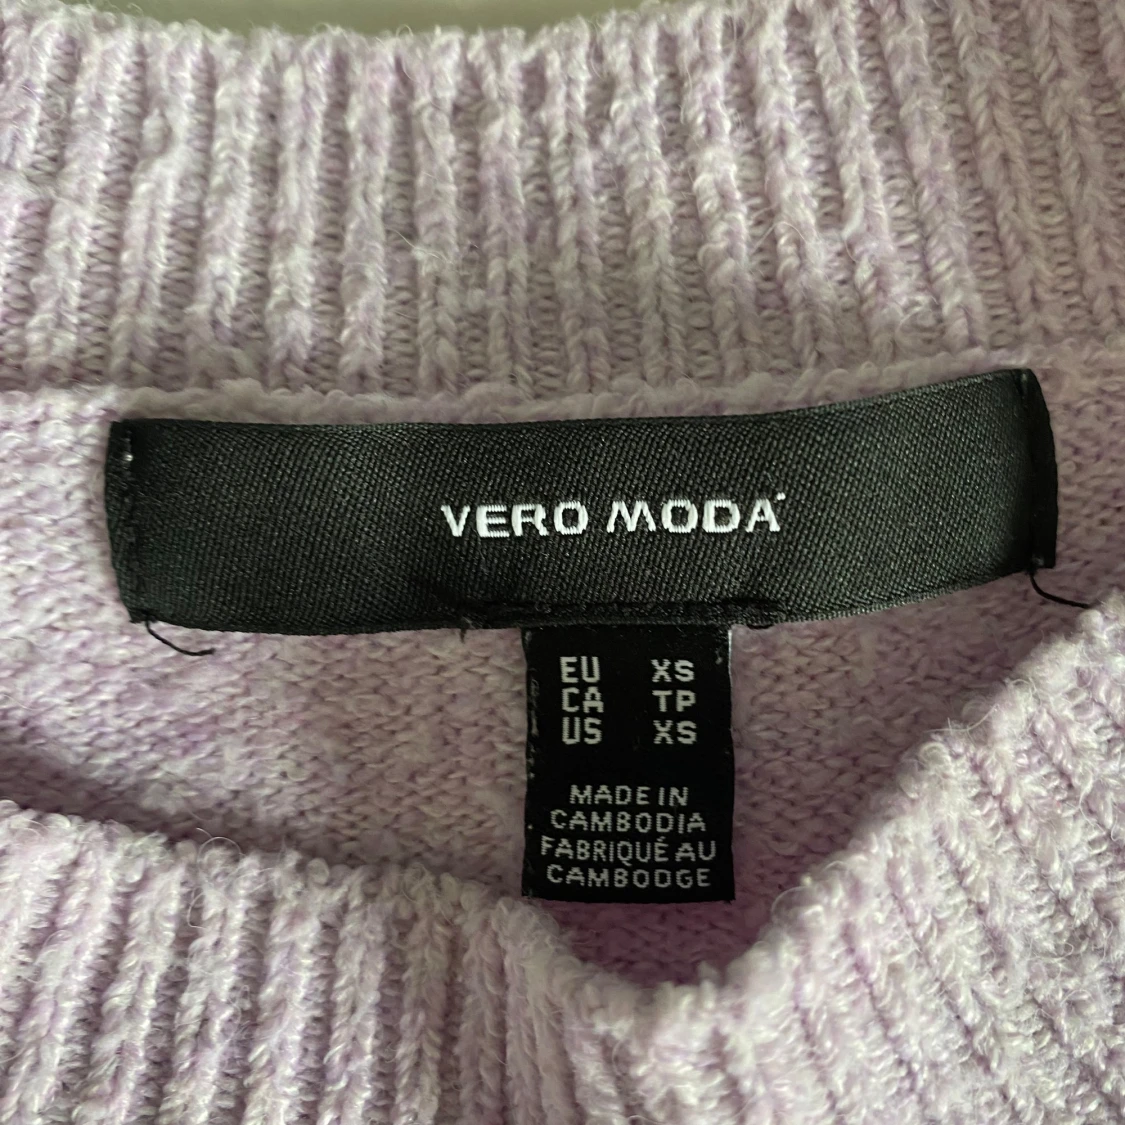 VERO MODA
EU XS
CA TP
US XS
MADE IN
CAMBODIA
FABRIQUÉ AU
CAMBODGE